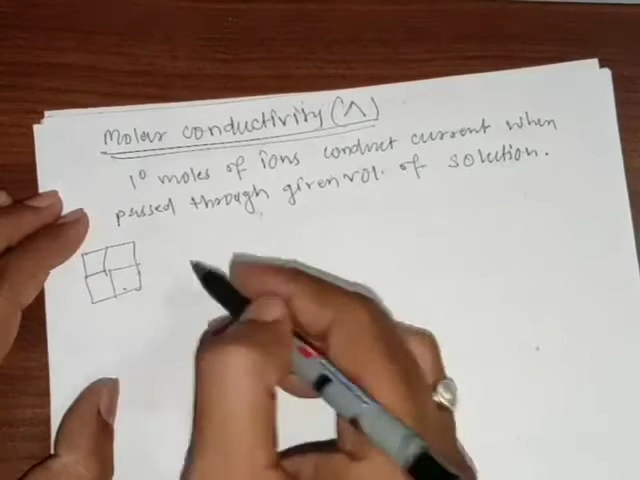 Molar conductivity (Λ)
1° moles of ions conduct current when
passed through given vol. of solution.